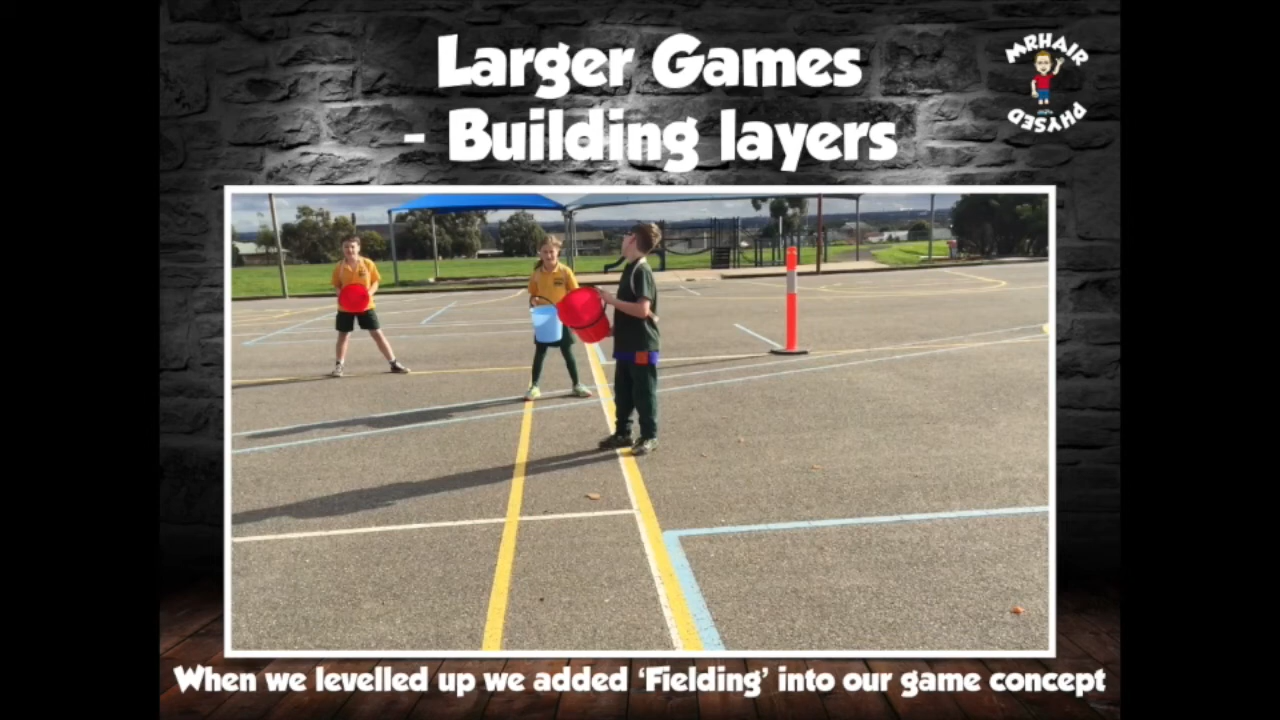 Larger Games
- Building layers
MRHAIR
PHYSED
When we levelled up we added ‘Fielding’ into our game concept